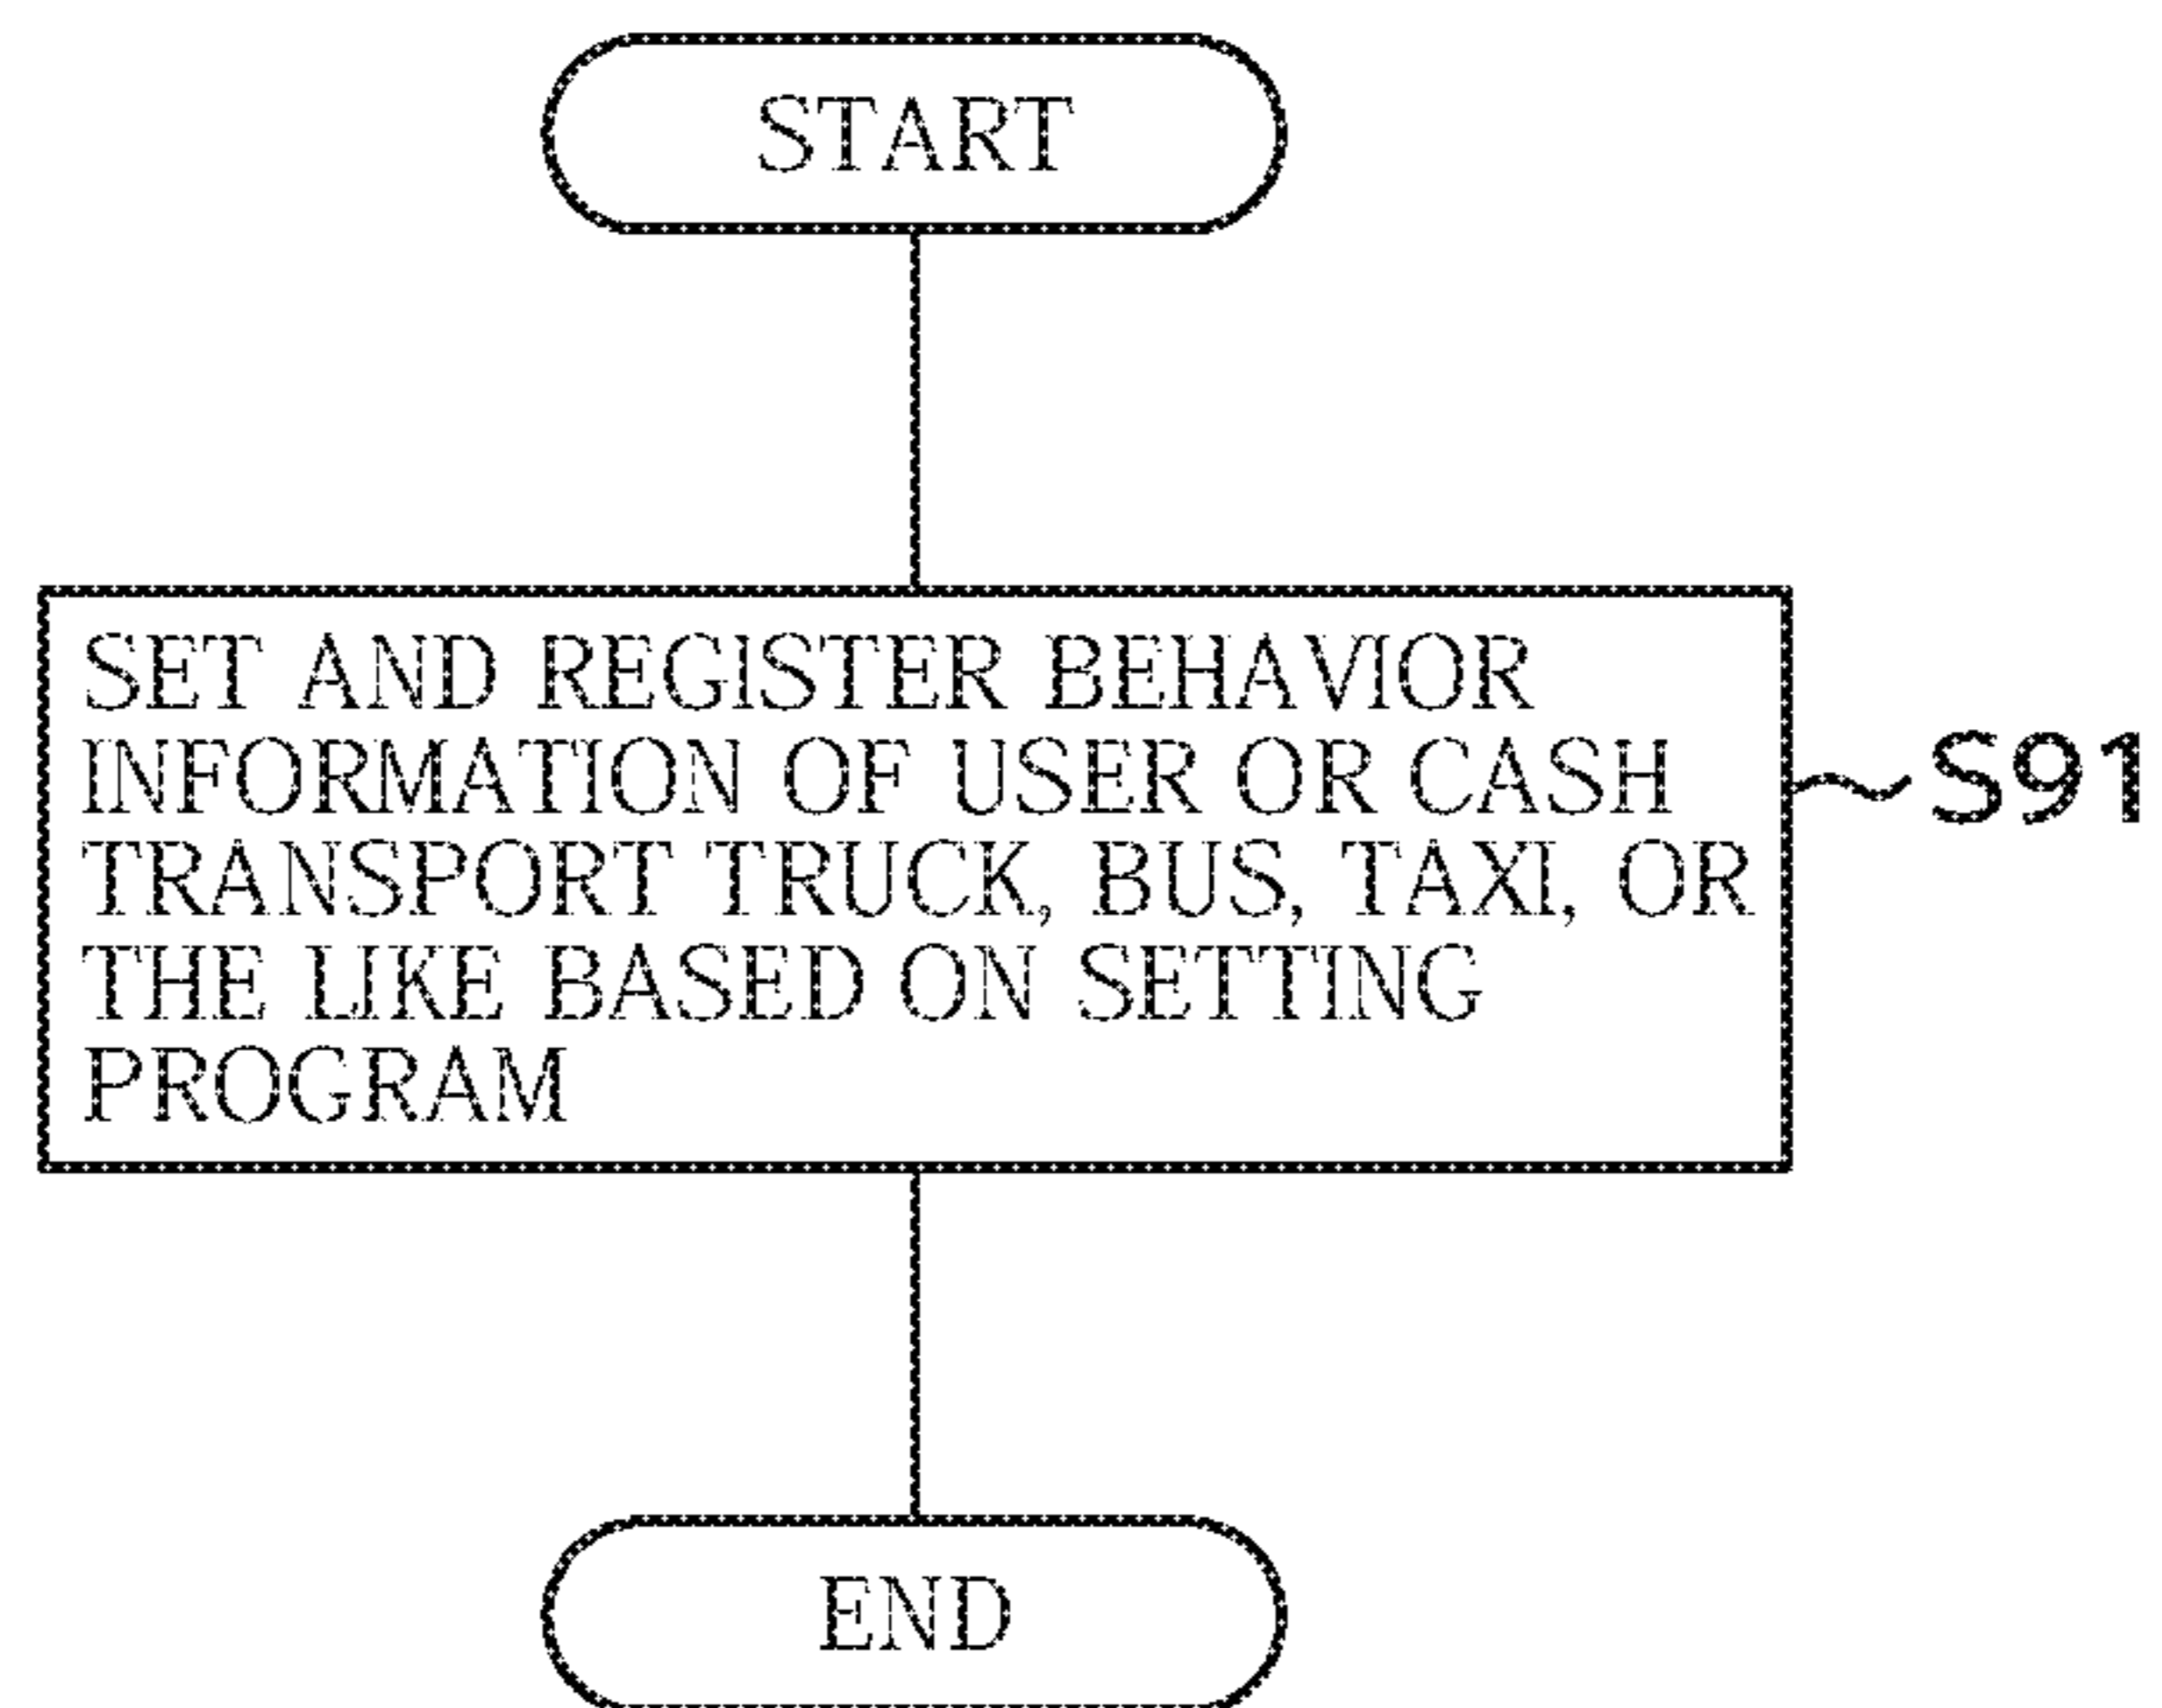 START
SET AND REGISTER BEHAVIOR
INFORMATION OF USER OR CASH
TRANSPORT TRUCK, BUS, TAXI, OR
THE LIKE BASED ON SETTING
PROGRAM
S91
END